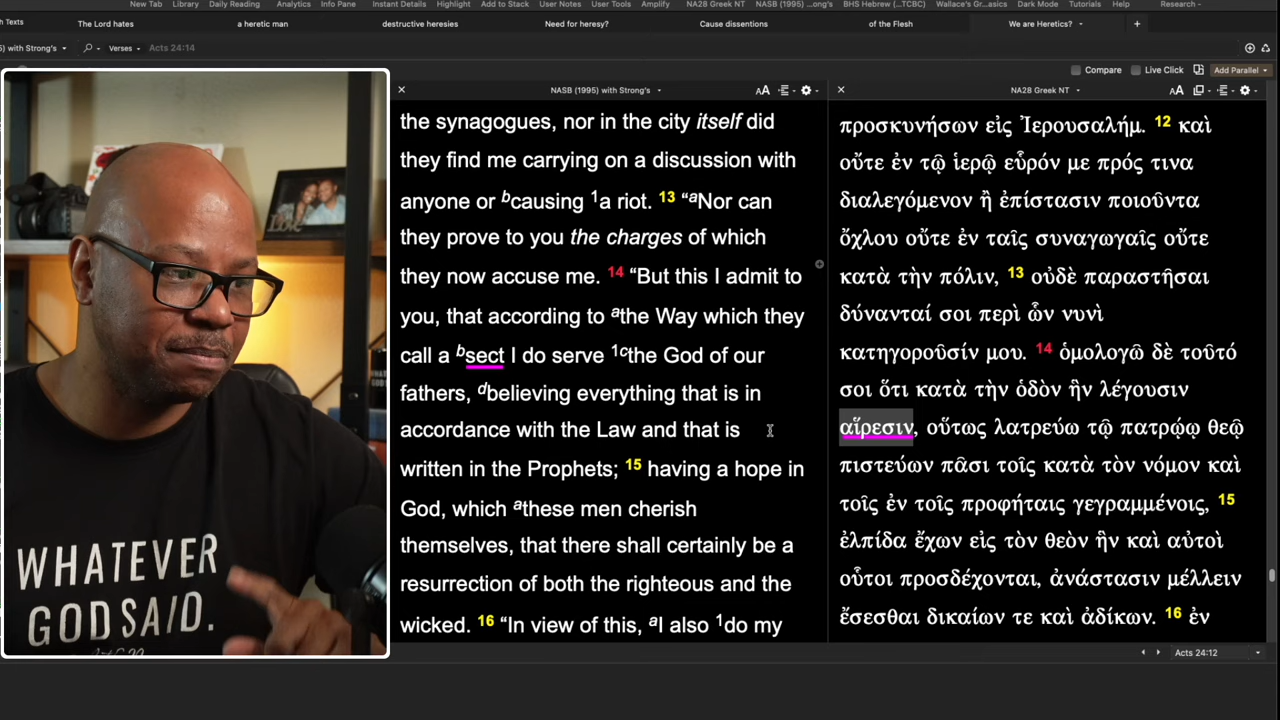 New Tab Library Daily Reading Analytics Info Pane Instant Details Highlight Add to Stack User Notes User Tools Amplify NA28 Greek NT NASB (1995) ...ong's BHS Hebrew (...TCBC) Wallace's Gr...asics Dark Mode Tutorials Help Research
h Texts The Lord hates a heretic man destructive heresies Need for heresy? Cause dissentions of the Flesh We are Heretics?
5) with Strong's Verses Acts 24:14
Compare Live Click Add Parallel
NASB (1995) with Strong's
the synagogues, nor in the city itself did
they find me carrying on a discussion with
anyone or bcausing 1a riot. 13 “aNor can
they prove to you the charges of which
they now accuse me. 14 “But this I admit to
you, that according to athe Way which they
call a bsect I do serve 1cthe God of our
fathers, dbelieving everything that is in
accordance with the Law and that is
written in the Prophets; 15 having a hope in
God, which athese men cherish
themselves, that there shall certainly be a
resurrection of both the righteous and the
wicked. 16 “In view of this, aI also 1do my
NA28 Greek NT
προσκυνήσων εἰς Ἰερουσαλήμ. 12 καὶ
οὔτε ἐν τῷ ἱερῷ εὗρόν με πρός τινα
διαλεγόμενον ἢ ἐπίστασιν ποιοῦντα
ὄχλου οὔτε ἐν ταῖς συναγωγαῖς οὔτε
κατὰ τὴν πόλιν, 13 οὐδὲ παραστῆσαι
δύνανταί σοι περὶ ὧν νυνὶ
κατηγοροῦσίν μου. 14 ὁμολογῶ δὲ τοῦτό
σοι ὅτι κατὰ τὴν ὁδὸν ἣν λέγουσιν
αἵρεσιν, οὕτως λατρεύω τῷ πατρῴῳ θεῷ
πιστεύων πᾶσι τοῖς κατὰ τὸν νόμον καὶ
τοῖς ἐν τοῖς προφήταις γεγραμμένοις, 15
ἐλπίδα ἔχων εἰς τὸν θεὸν ἣν καὶ αὐτοὶ
οὗτοι προσδέχονται, ἀνάστασιν μέλλειν
ἔσεσθαι δικαίων τε καὶ ἀδίκων. 16 ἐν
Acts 24:12
WHATEVER
GOD SAID.